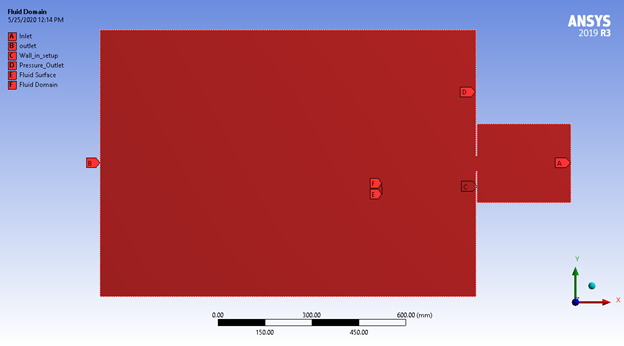 Fluid Domain
5/25/2020 12:14 PM
A Inlet
B outlet
C Wall_in_setup
D Pressure_Outlet
E Fluid Surface
F Fluid Domain
ANSYS
2019 R3
D
B
A
F
C
E
Y
X
0.00 300.00 600.00 (mm)
150.00 450.00